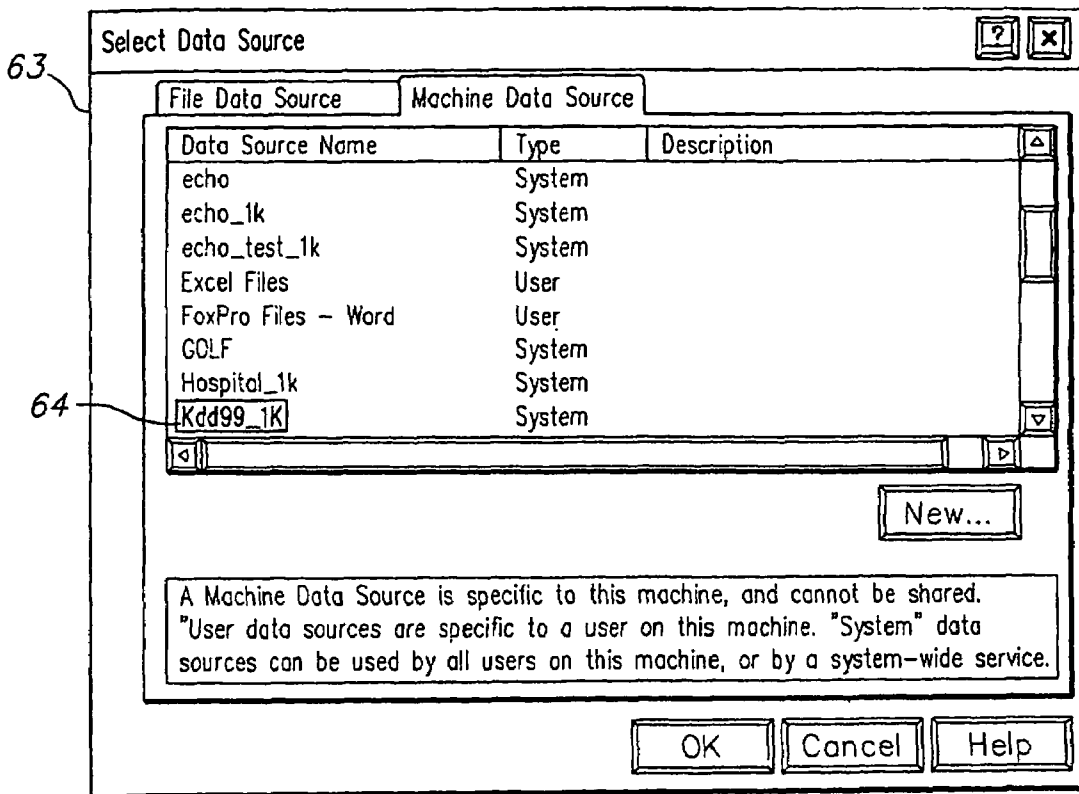 Select Data Source ? ×
63
File Data Source Machine Data Source
Data Source Name Type Description
echo System
echo_1k System
echo_test_1k System
Excel Files User
FoxPro Files – Word User
GOLF System
Hospital_1k System
64 Kdd99_1K System
New...
A Machine Data Source is specific to this machine, and cannot be shared.
"User data sources are specific to a user on this machine. "System" data
sources can be used by all users on this machine, or by a system-wide service.
OK Cancel Help